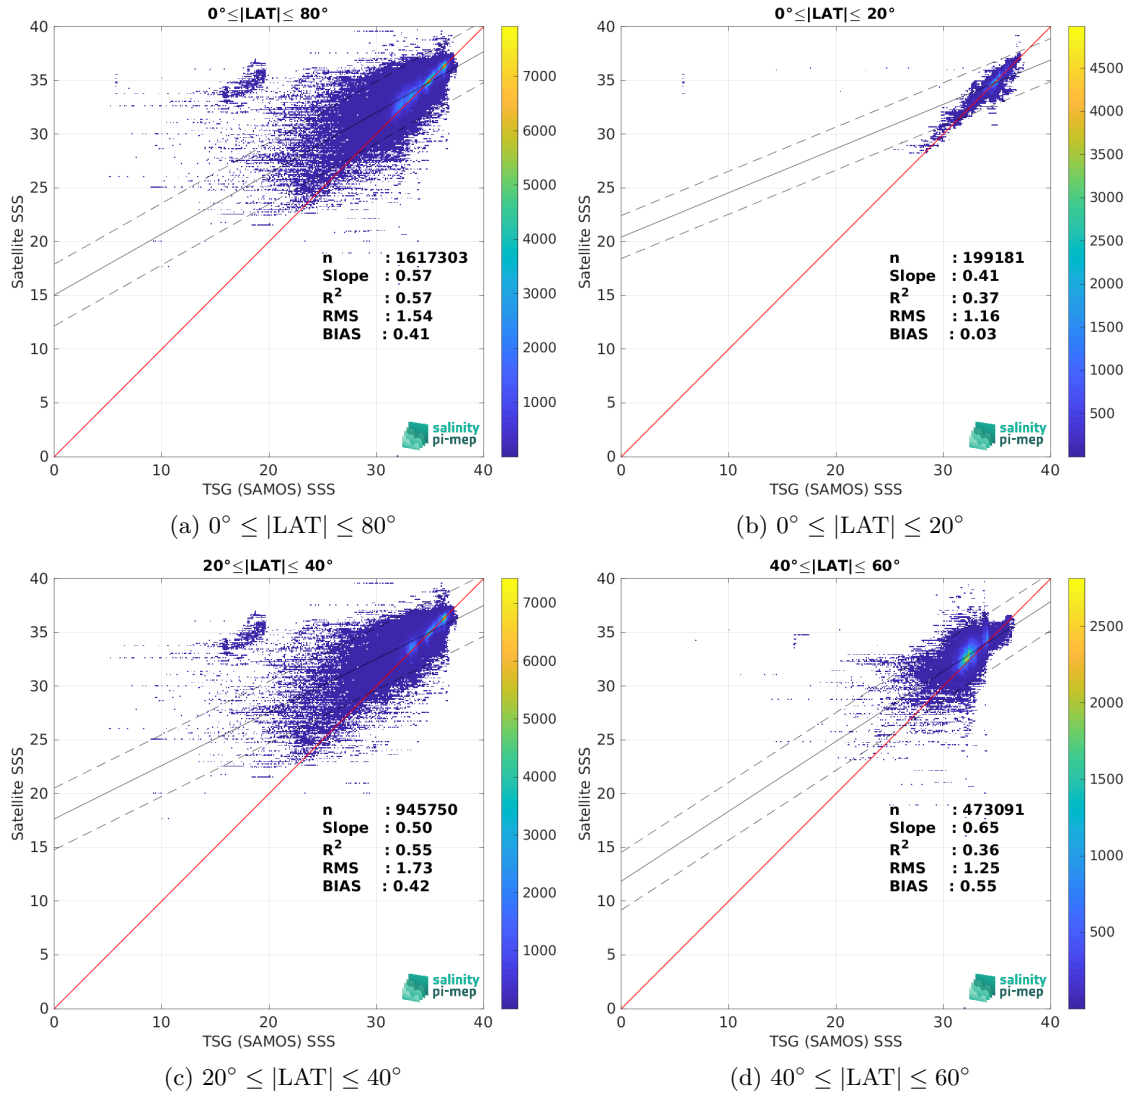 0°≤|LAT|≤ 80°
40
35
30
25
20
15
10
5
0
Satellite SSS
n : 1617303
Slope : 0.57
R² : 0.57
RMS : 1.54
BIAS : 0.41
salinity
pi-mep
0 10 20 30 40
TSG (SAMOS) SSS
7000
6000
5000
4000
3000
2000
1000
(a) 0° ≤ |LAT| ≤ 80°
0°≤|LAT|≤ 20°
40
35
30
25
20
15
10
5
0
Satellite SSS
n : 199181
Slope : 0.41
R² : 0.37
RMS : 1.16
BIAS : 0.03
salinity
pi-mep
0 10 20 30 40
TSG (SAMOS) SSS
4500
4000
3500
3000
2500
2000
1500
1000
500
(b) 0° ≤ |LAT| ≤ 20°
20°≤|LAT|≤ 40°
40
35
30
25
20
15
10
5
0
Satellite SSS
n : 945750
Slope : 0.50
R² : 0.55
RMS : 1.73
BIAS : 0.42
salinity
pi-mep
0 10 20 30 40
TSG (SAMOS) SSS
7000
6000
5000
4000
3000
2000
1000
(c) 20° ≤ |LAT| ≤ 40°
40°≤|LAT|≤ 60°
40
35
30
25
20
15
10
5
0
Satellite SSS
n : 473091
Slope : 0.65
R² : 0.36
RMS : 1.25
BIAS : 0.55
salinity
pi-mep
0 10 20 30 40
TSG (SAMOS) SSS
2500
2000
1500
1000
500
(d) 40° ≤ |LAT| ≤ 60°